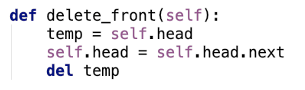 def delete_front(self):
    temp = self.head
    self.head = self.head.next
    del temp